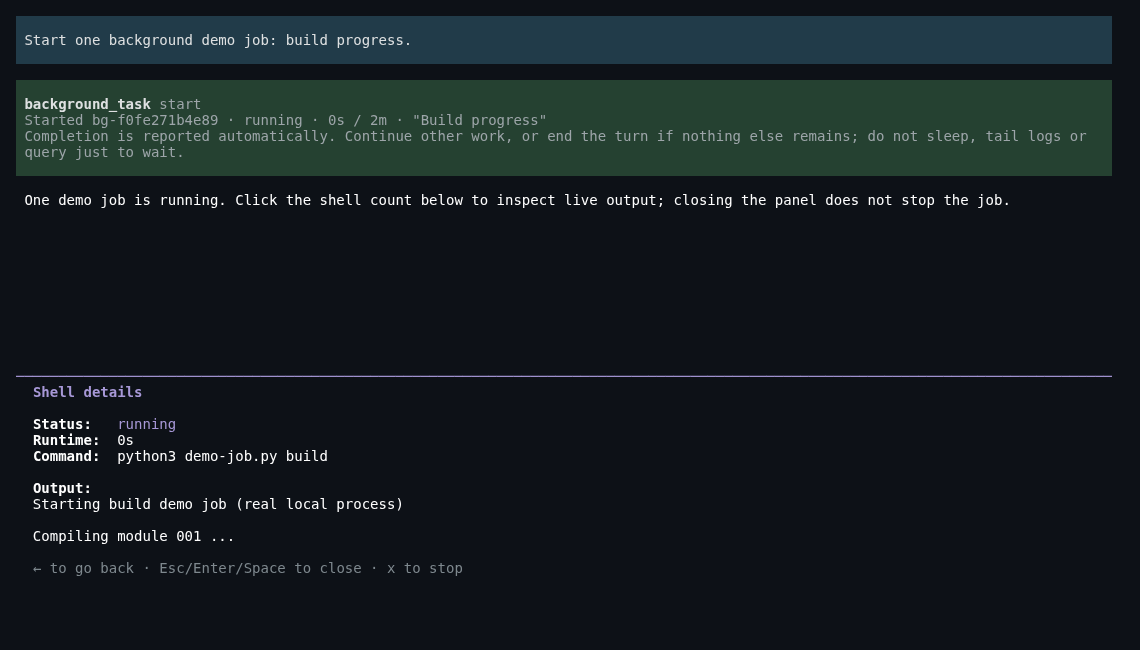 Start one background demo job: build progress.
background_task start
Started bg-f0fe271b4e89 · running · 0s / 2m · "Build progress"
Completion is reported automatically. Continue other work, or end the turn if nothing else remains; do not sleep, tail logs or
query just to wait.
One demo job is running. Click the shell count below to inspect live output; closing the panel does not stop the job.
Shell details
Status: running
Runtime: 0s
Command: python3 demo-job.py build
Output:
Starting build demo job (real local process)
Compiling module 001 ...
← to go back · Esc/Enter/Space to close · x to stop